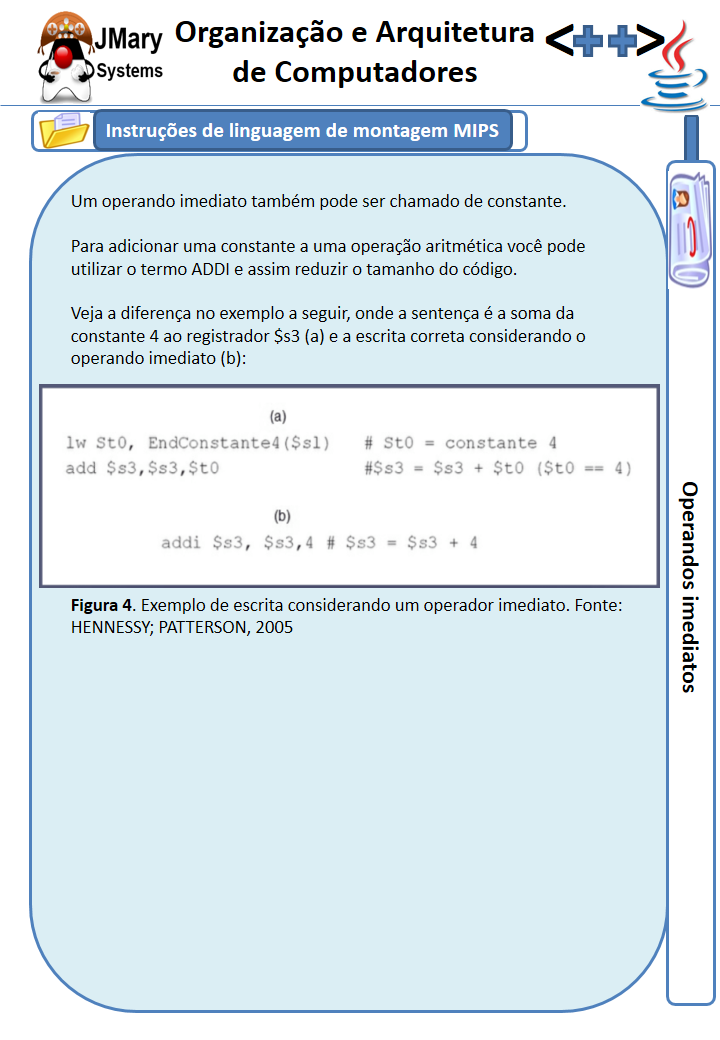 JMary
Systems
Organização e Arquitetura
de Computadores
<++>
Instruções de linguagem de montagem MIPS
Um operando imediato também pode ser chamado de constante.
Para adicionar uma constante a uma operação aritmética você pode
utilizar o termo ADDI e assim reduzir o tamanho do código.
Veja a diferença no exemplo a seguir, onde a sentença é a soma da
constante 4 ao registrador $s3 (a) e a escrita correta considerando o
operando imediato (b):
(a)
lw St0, EndConstante4($sl) # St0 = constante 4
add $s3,$s3,$t0 #$s3 = $s3 + $t0 ($t0 == 4)
(b)
addi $s3, $s3,4 # $s3 = $s3 + 4
Figura 4. Exemplo de escrita considerando um operador imediato. Fonte:
HENNESSY; PATTERSON, 2005
Operandos imediatos